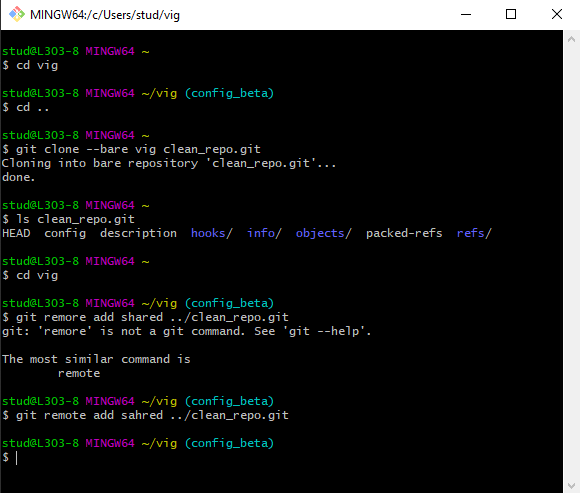 MINGW64:/c/Users/stud/vig
stud@L303-8 MINGW64 ~
$ cd vig
stud@L303-8 MINGW64 ~/vig (config_beta)
$ cd ..
stud@L303-8 MINGW64 ~
$ git clone --bare vig clean_repo.git
Cloning into bare repository 'clean_repo.git'...
done.
stud@L303-8 MINGW64 ~
$ ls clean_repo.git
HEAD  config  description  hooks/  info/  objects/  packed-refs  refs/
stud@L303-8 MINGW64 ~
$ cd vig
stud@L303-8 MINGW64 ~/vig (config_beta)
$ git remore add shared ../clean_repo.git
git: 'remore' is not a git command. See 'git --help'.
The most similar command is
        remote
stud@L303-8 MINGW64 ~/vig (config_beta)
$ git remote add sahred ../clean_repo.git
stud@L303-8 MINGW64 ~/vig (config_beta)
$